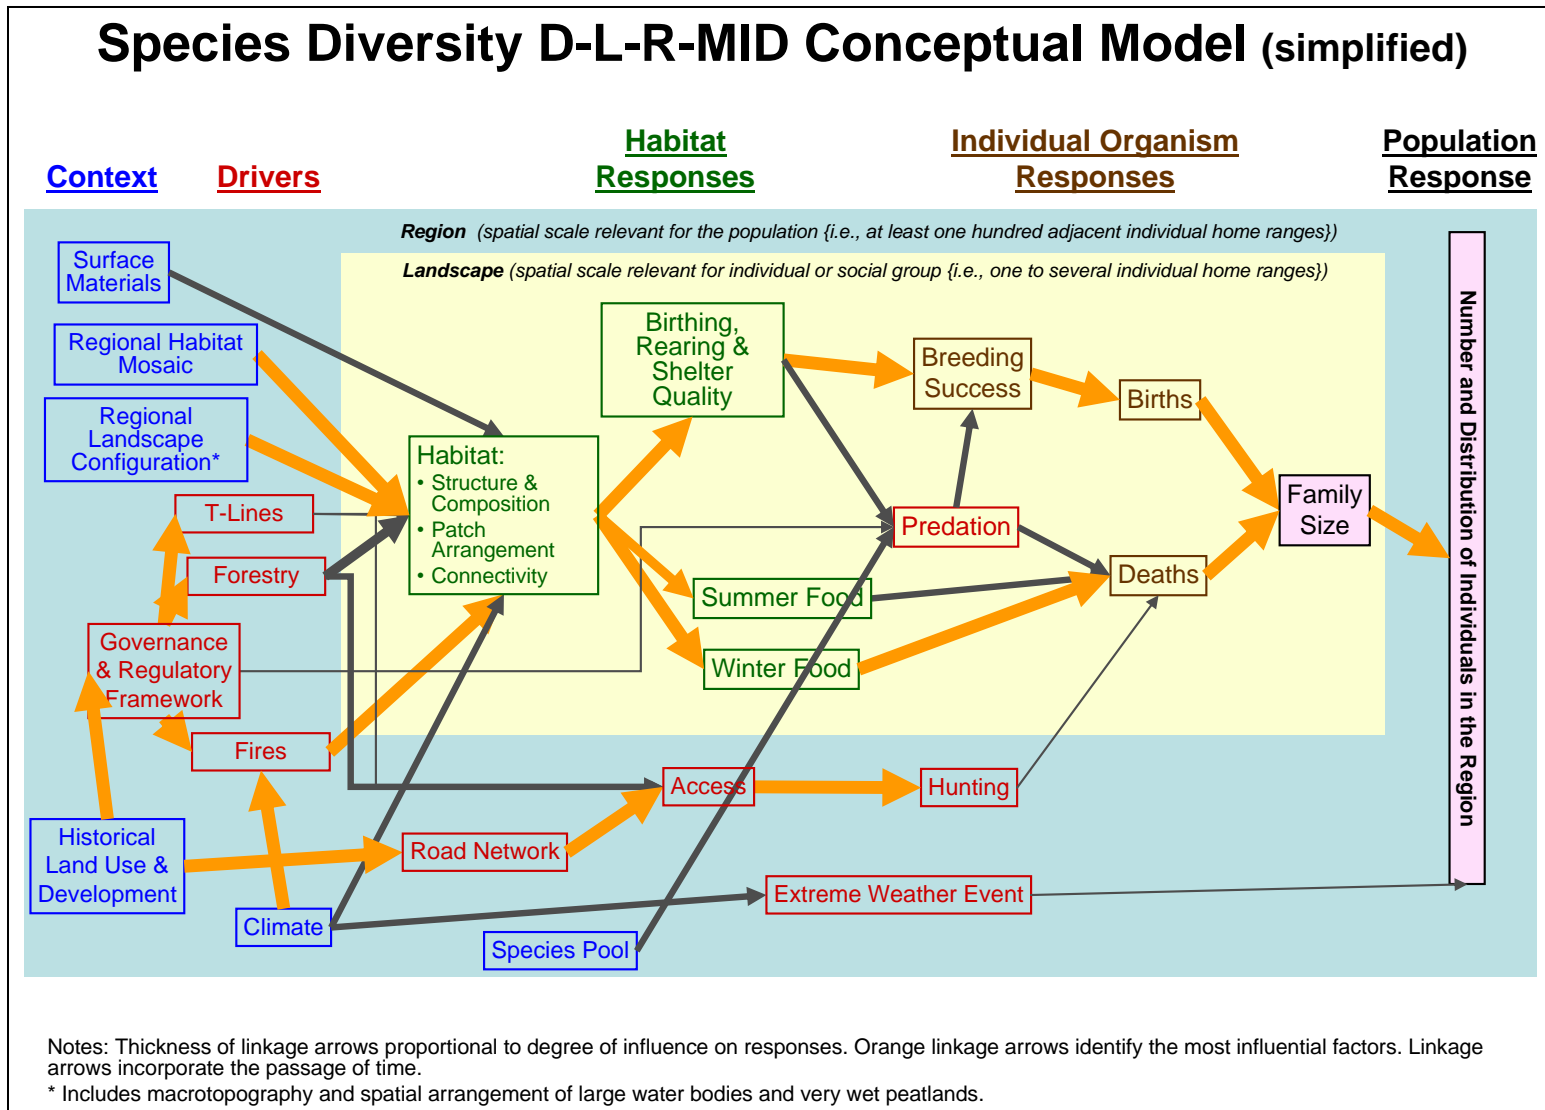 Species Diversity D-L-R-MID Conceptual Model (simplified)
Context
Drivers
Habitat
Responses
Individual Organism
Responses
Population
Response
Region (spatial scale relevant for the population {i.e., at least one hundred adjacent individual home ranges})
Landscape (spatial scale relevant for individual or social group {i.e., one to several individual home ranges})
Surface
Materials
Regional Habitat
Mosaic
Regional
Landscape
Configuration*
T-Lines
Forestry
Governance
& Regulatory
Framework
Fires
Historical
Land Use &
Development
Climate
Habitat:
• Structure &
Composition
• Patch
Arrangement
• Connectivity
Road Network
Species Pool
Birthing,
Rearing &
Shelter
Quality
Summer Food
Winter Food
Access
Extreme Weather Event
Breeding
Success
Predation
Hunting
Births
Deaths
Family
Size
Number and Distribution of Individuals in the Region
Notes: Thickness of linkage arrows proportional to degree of influence on responses. Orange linkage arrows identify the most influential factors. Linkage
arrows incorporate the passage of time.
* Includes macrotopography and spatial arrangement of large water bodies and very wet peatlands.